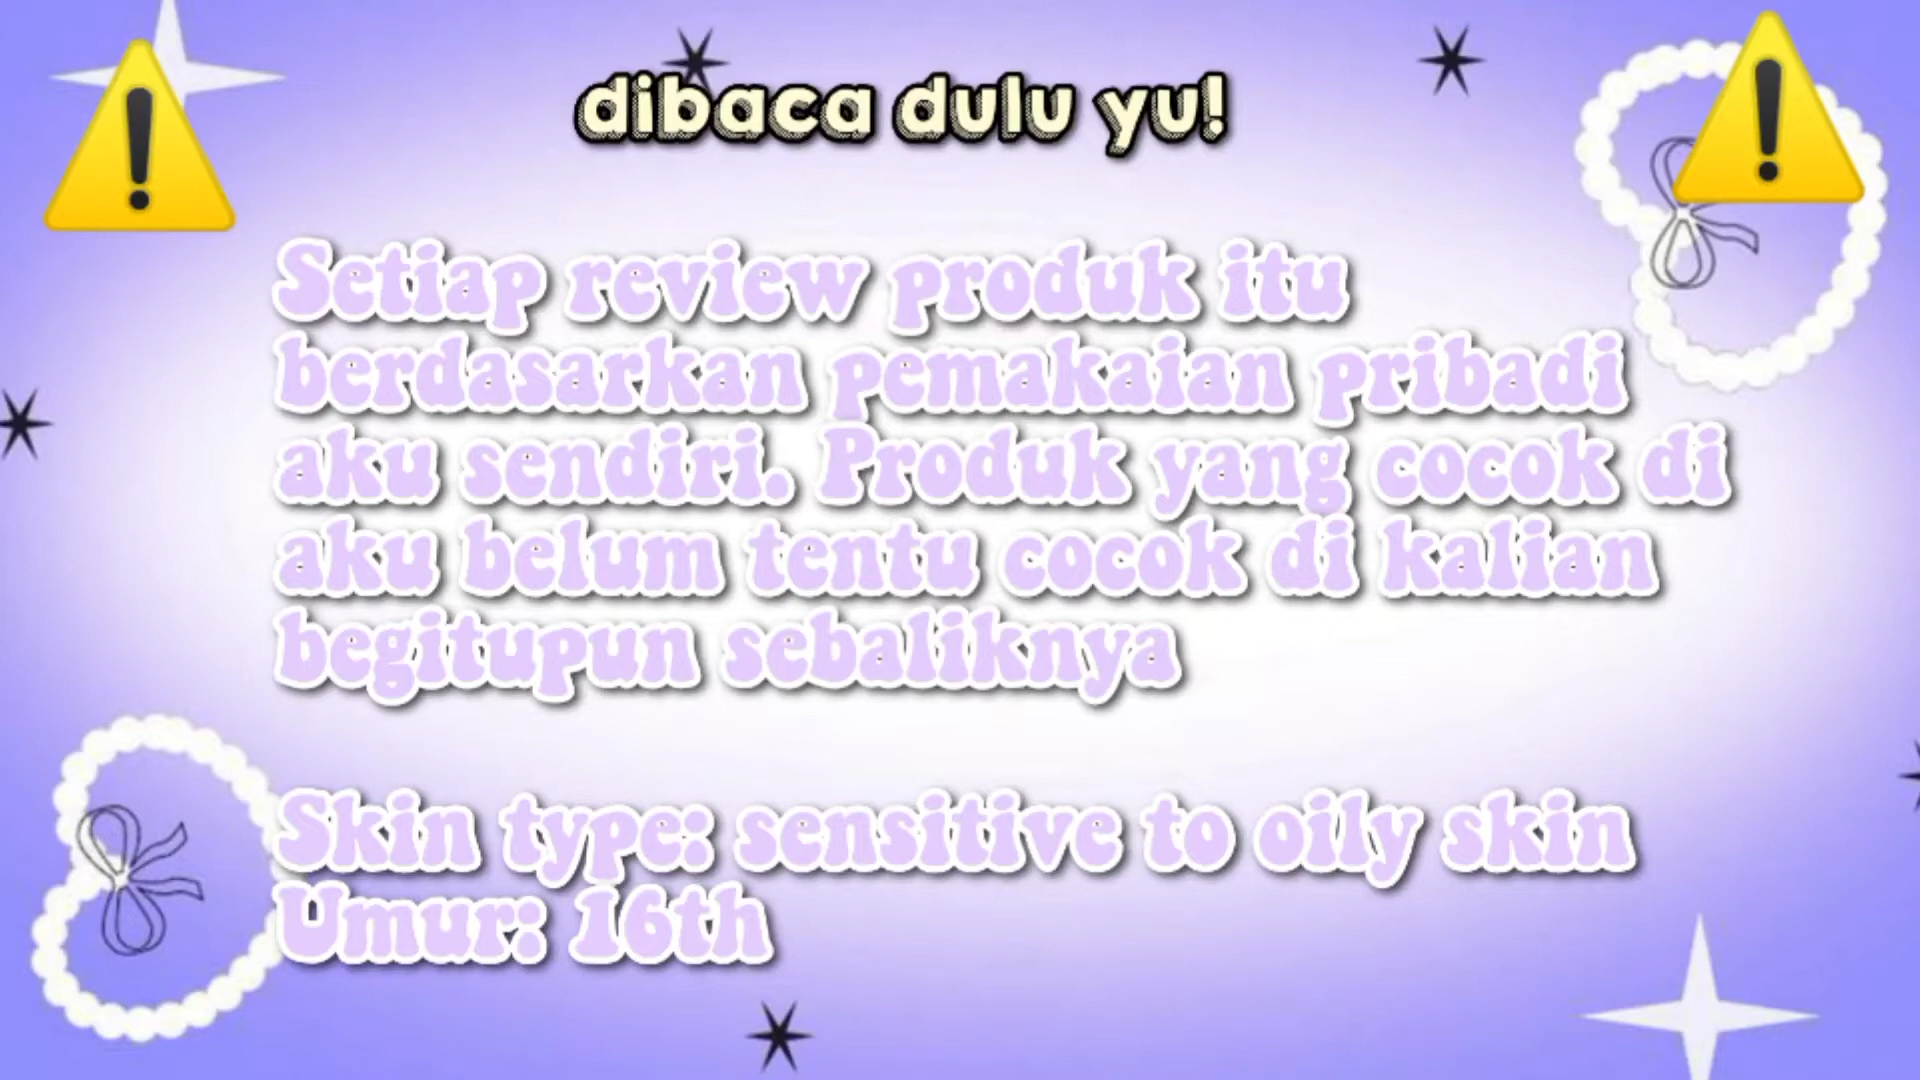 dibaca dulu yu!
Setiap review produk itu
berdasarkan pemakaian pribadi
aku sendiri. Produk yang cocok di
aku belum tentu cocok di kalian
begitupun sebaliknya
Skin type: sensitive to oily skin
Umur: 16th